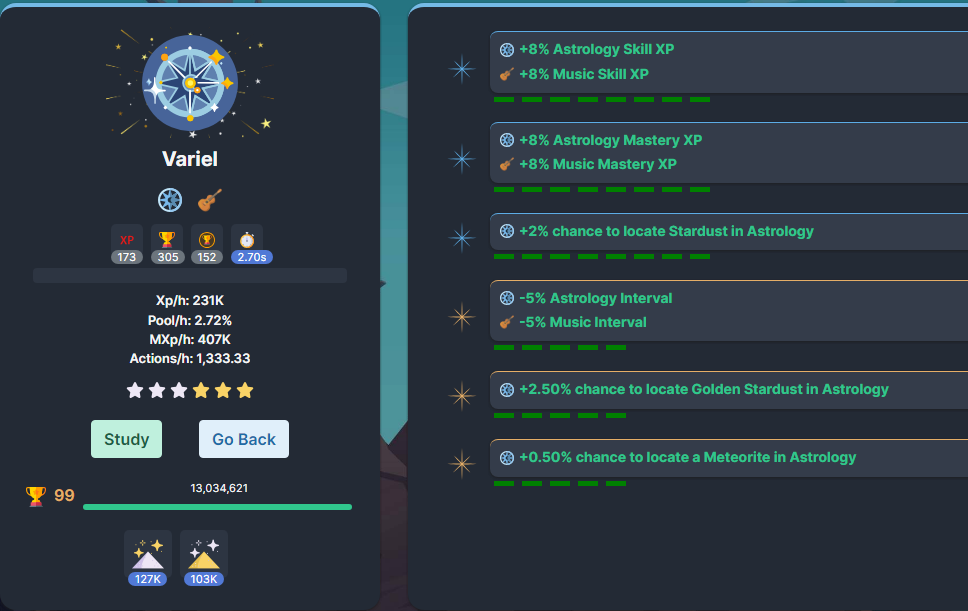 Variel
XP
173 305 152 2.70s
Xp/h: 231K
Pool/h: 2.72%
MXp/h: 407K
Actions/h: 1,333.33
Study Go Back
13,034,621
99
127K 103K
+8% Astrology Skill XP
+8% Music Skill XP
+8% Astrology Mastery XP
+8% Music Mastery XP
+2% chance to locate Stardust in Astrology
-5% Astrology Interval
-5% Music Interval
+2.50% chance to locate Golden Stardust in Astrology
+0.50% chance to locate a Meteorite in Astrology